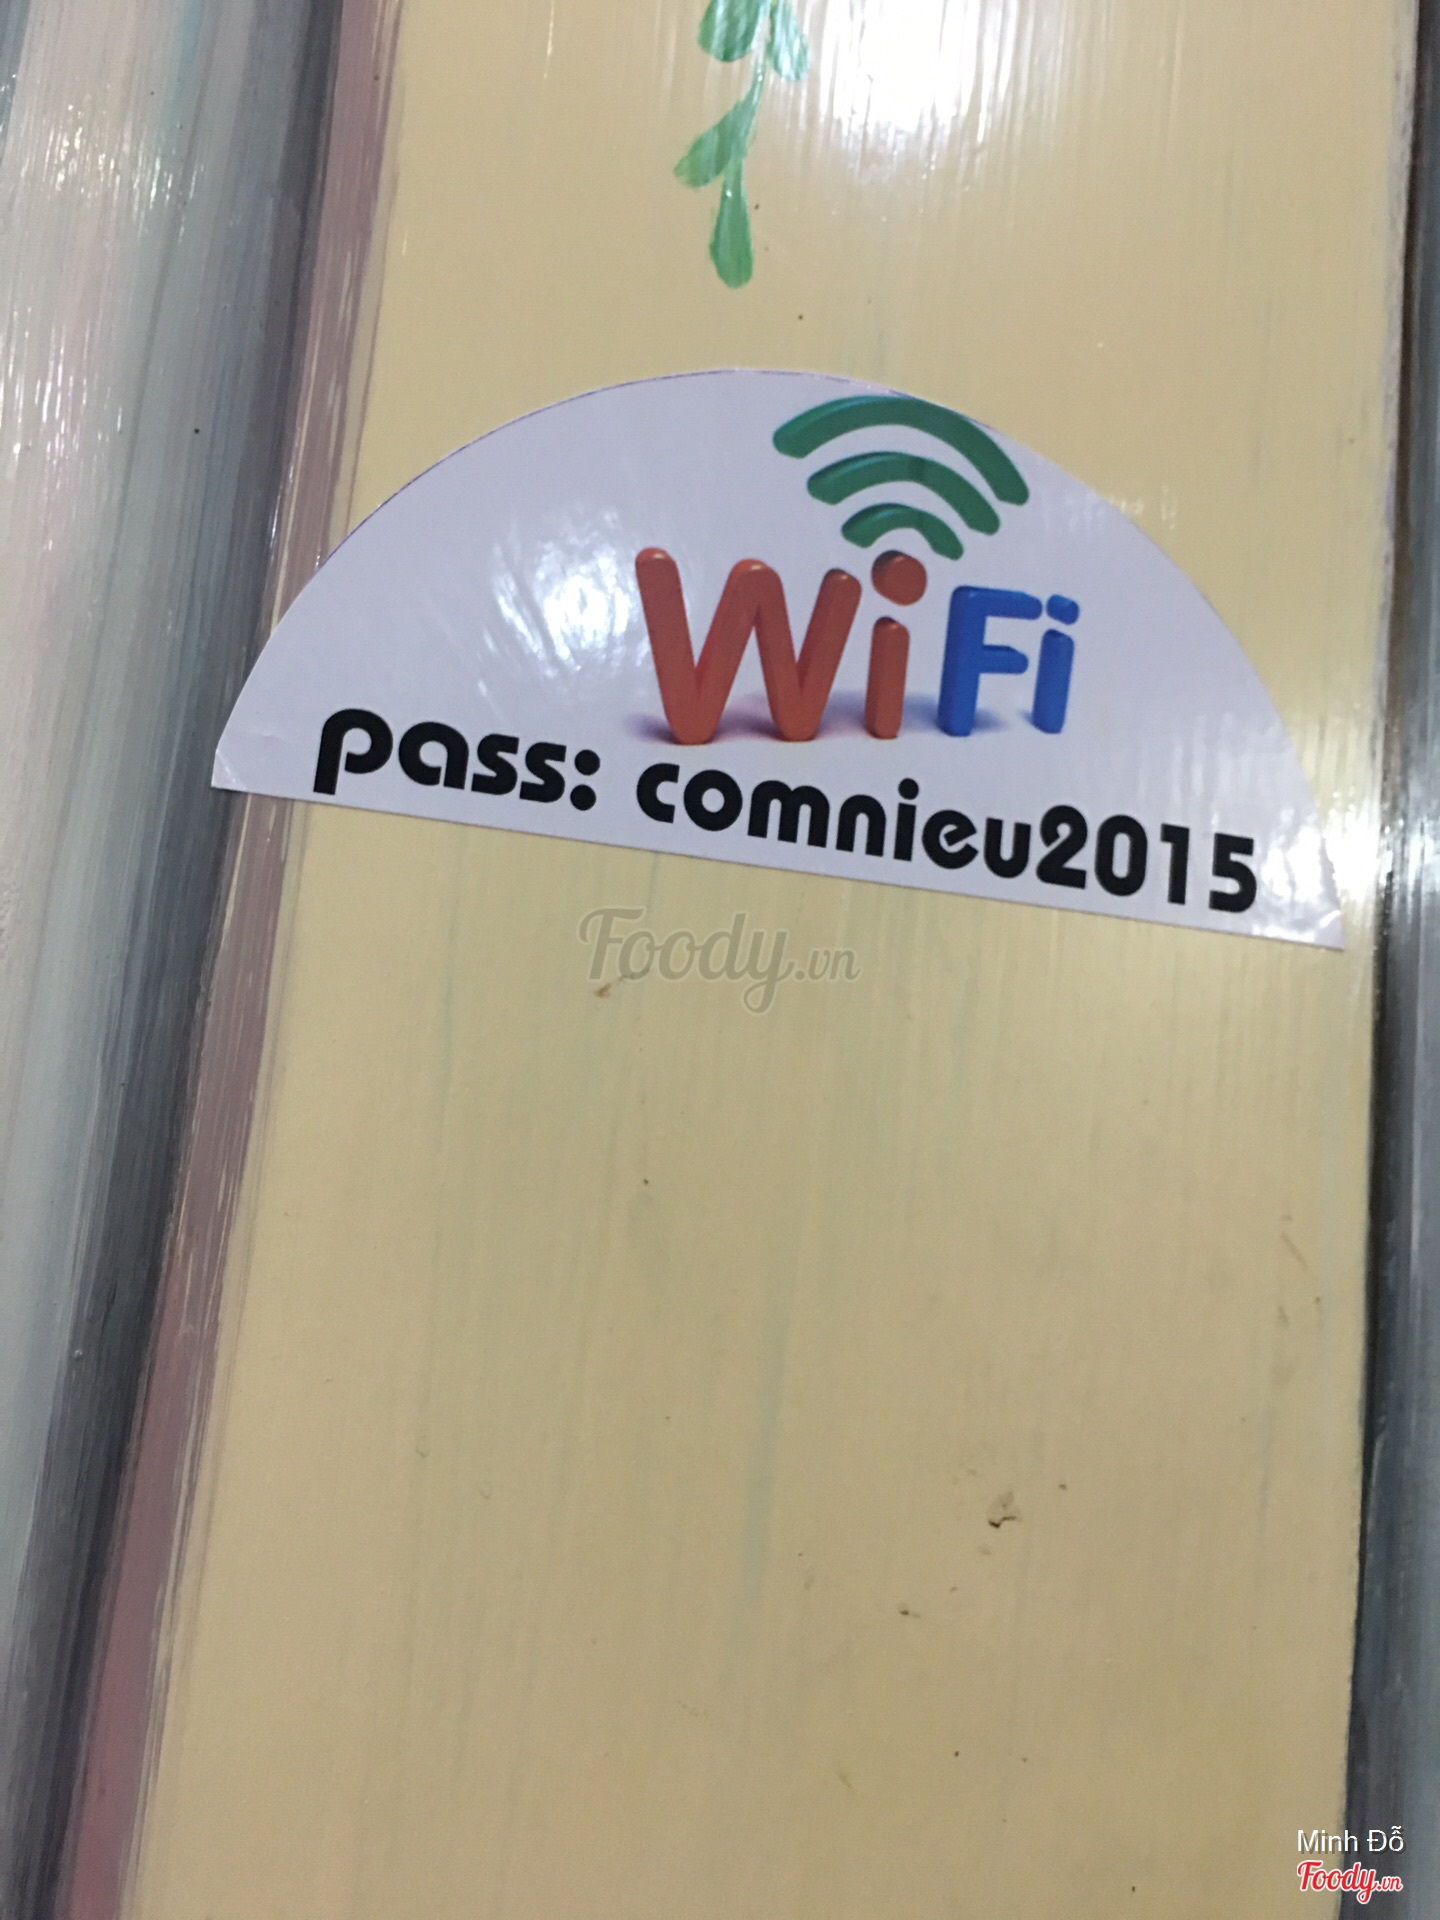 WiFi
pass: comnieu2015
Foody.vn
Minh Đỗ
Foody.vn